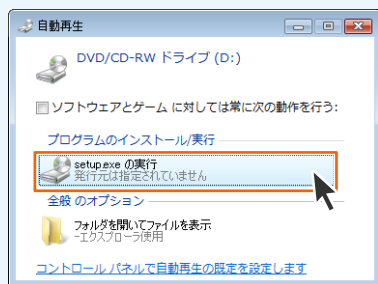 自動再生
DVD/CD-RW ドライブ (D:)
ソフトウェアとゲーム に対しては常に次の動作を行う:
プログラムのインストール/実行
setup.exe の実行
発行元は指定されていません
全般 のオプション
フォルダを開いてファイルを表示
-エクスプローラ使用
コントロール パネルで自動再生の既定を設定します